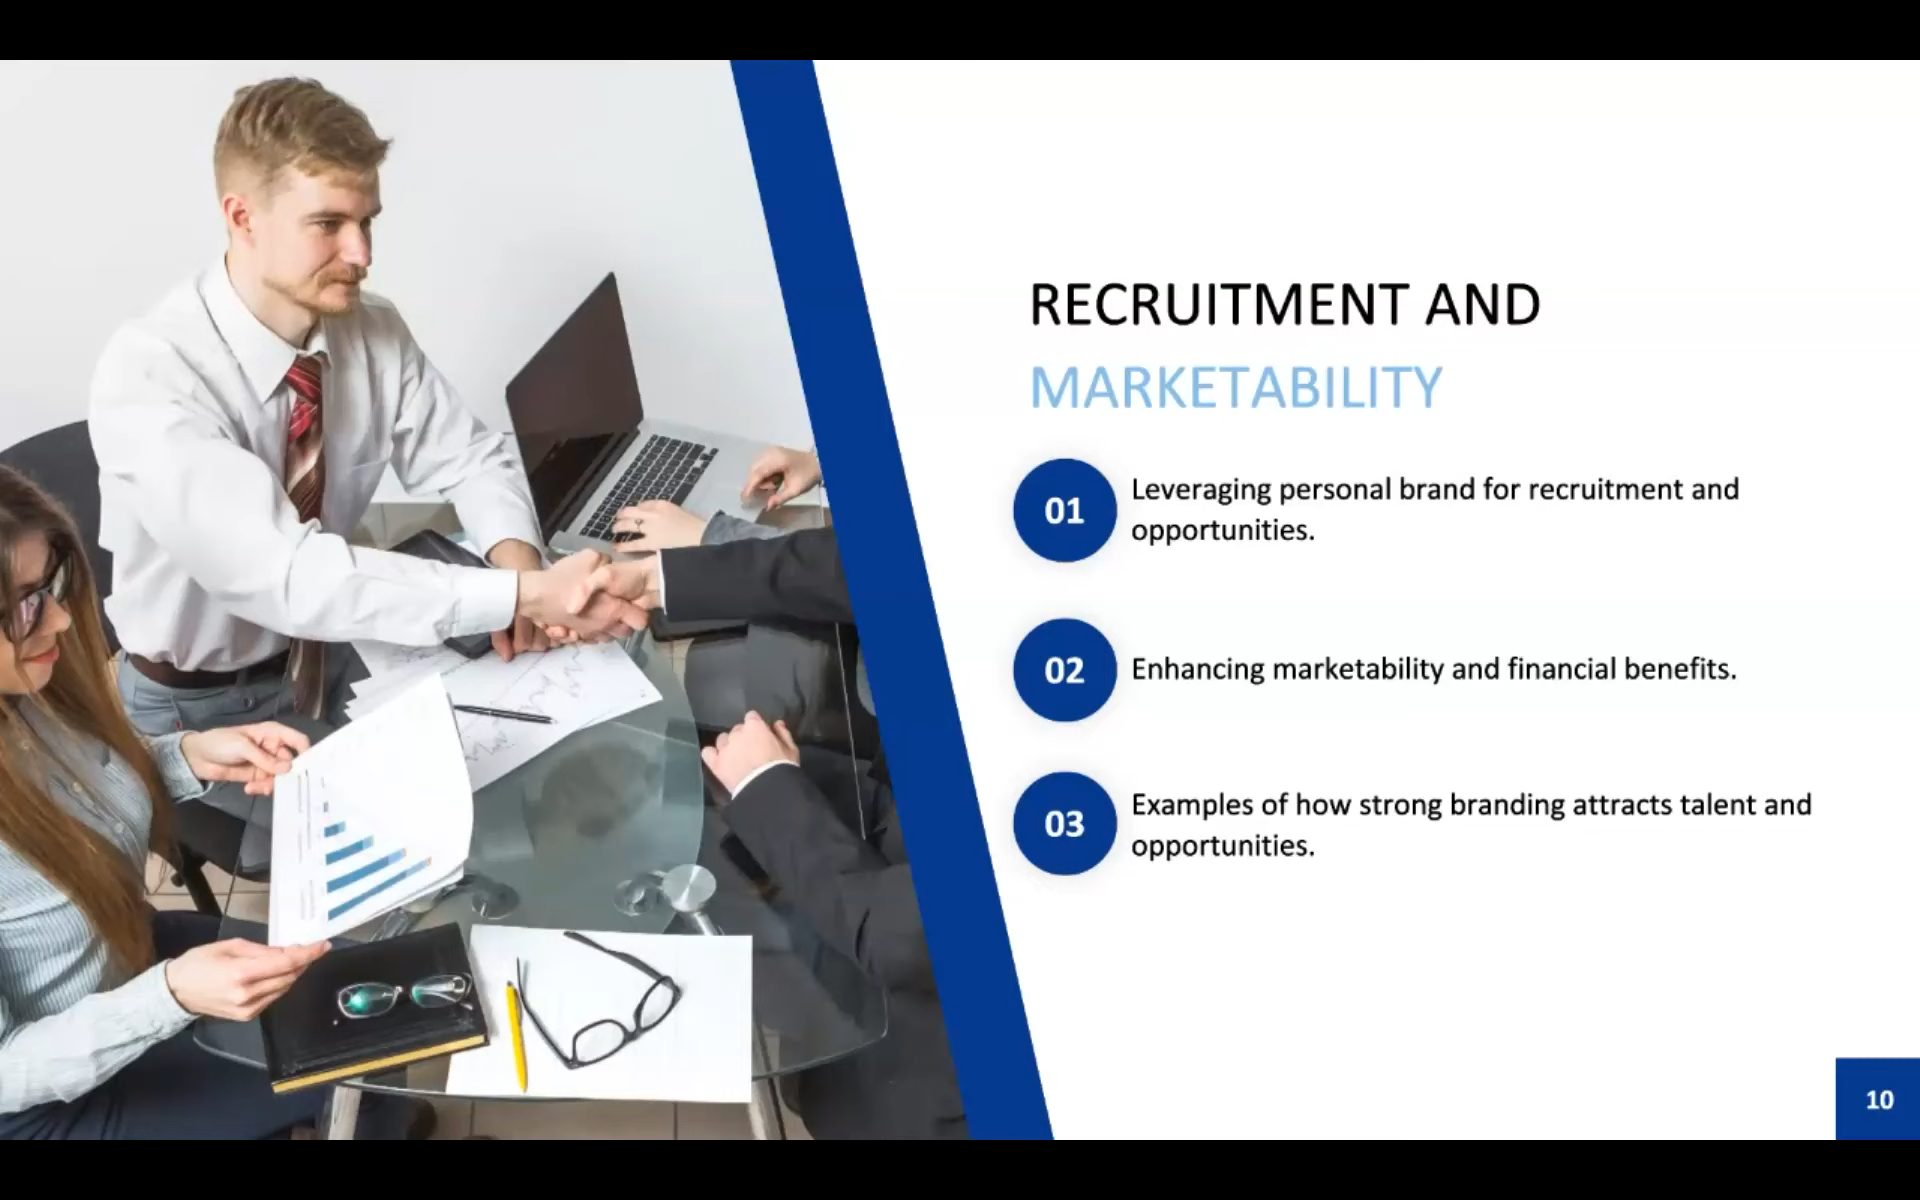 RECRUITMENT AND
MARKETABILITY
01
Leveraging personal brand for recruitment and
opportunities.
02
Enhancing marketability and financial benefits.
03
Examples of how strong branding attracts talent and
opportunities.
10